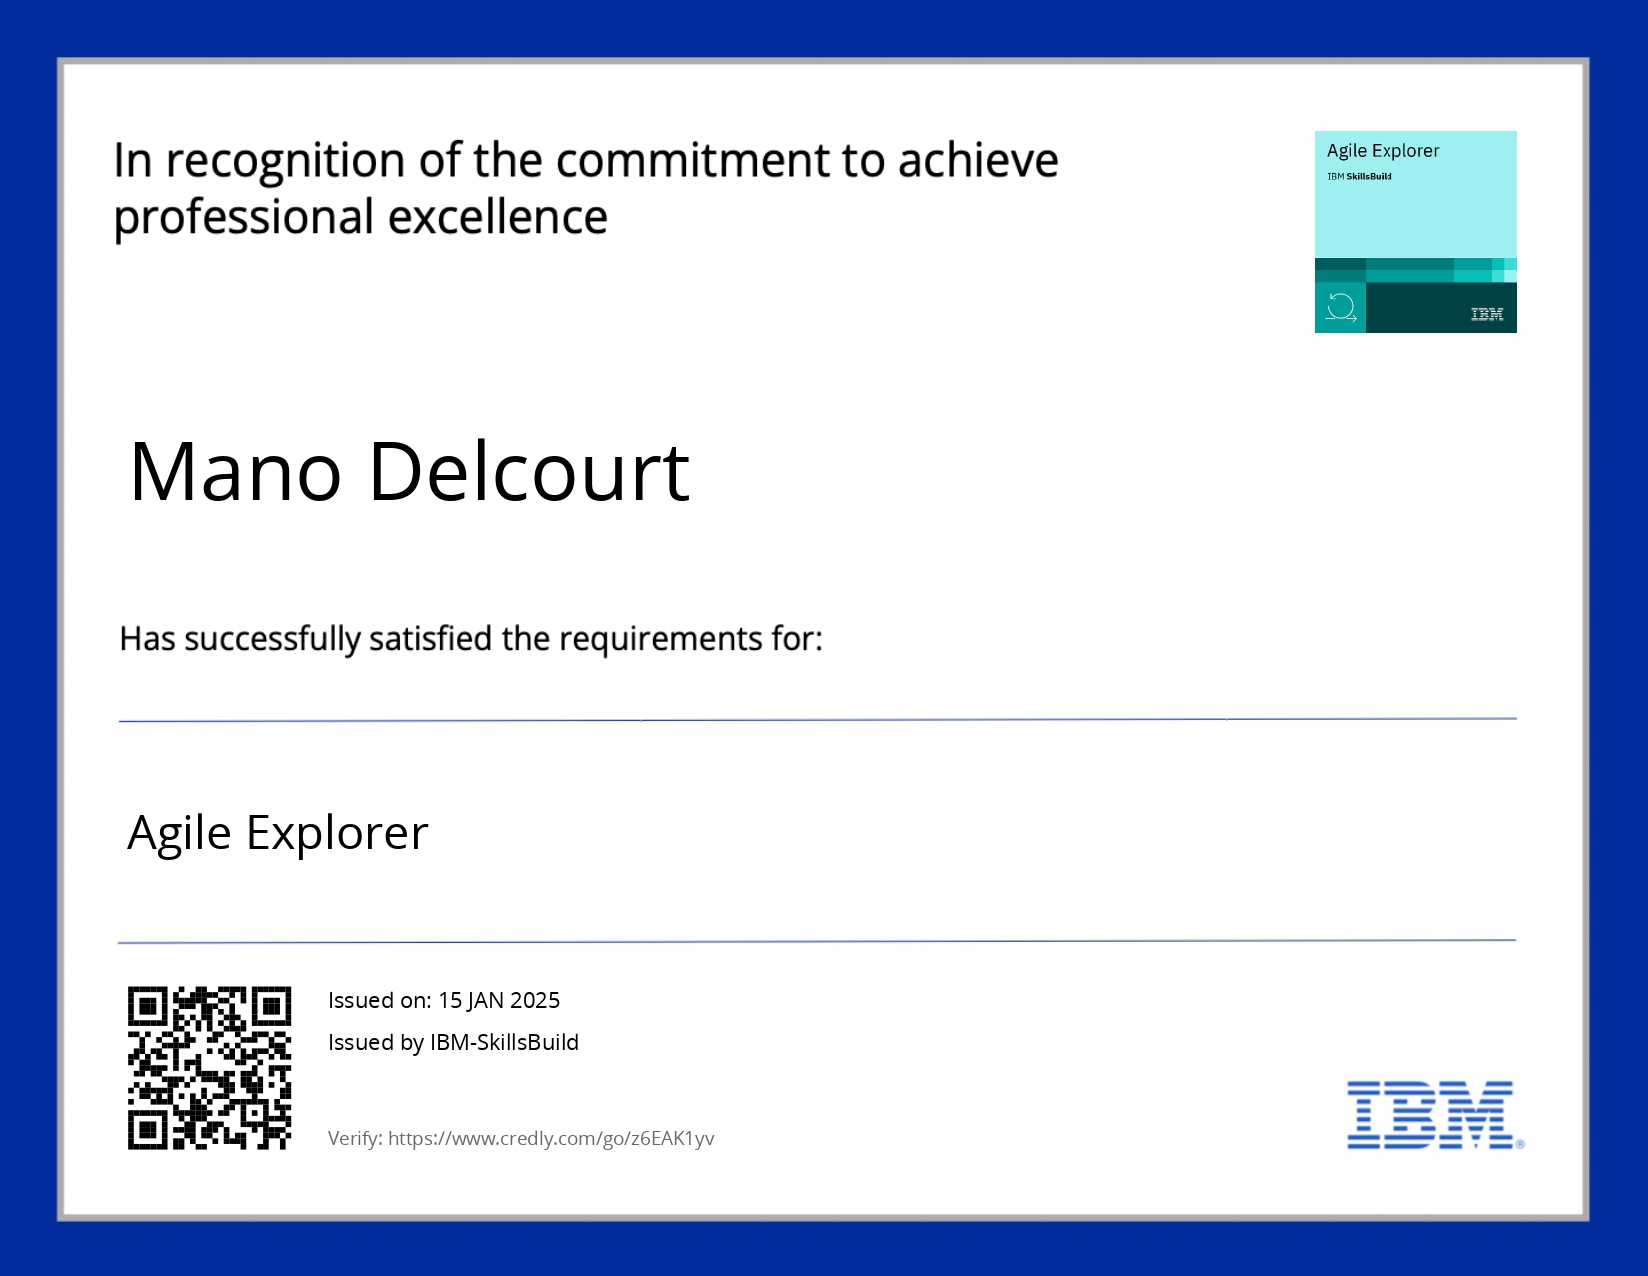 In recognition of the commitment to achieve
professional excellence
Agile Explorer
IBM SkillsBuild
IBM
Mano Delcourt
Has successfully satisfied the requirements for:
Agile Explorer
Issued on: 15 JAN 2025
Issued by IBM-SkillsBuild
Verify: https://www.credly.com/go/z6EAK1yv
IBM®